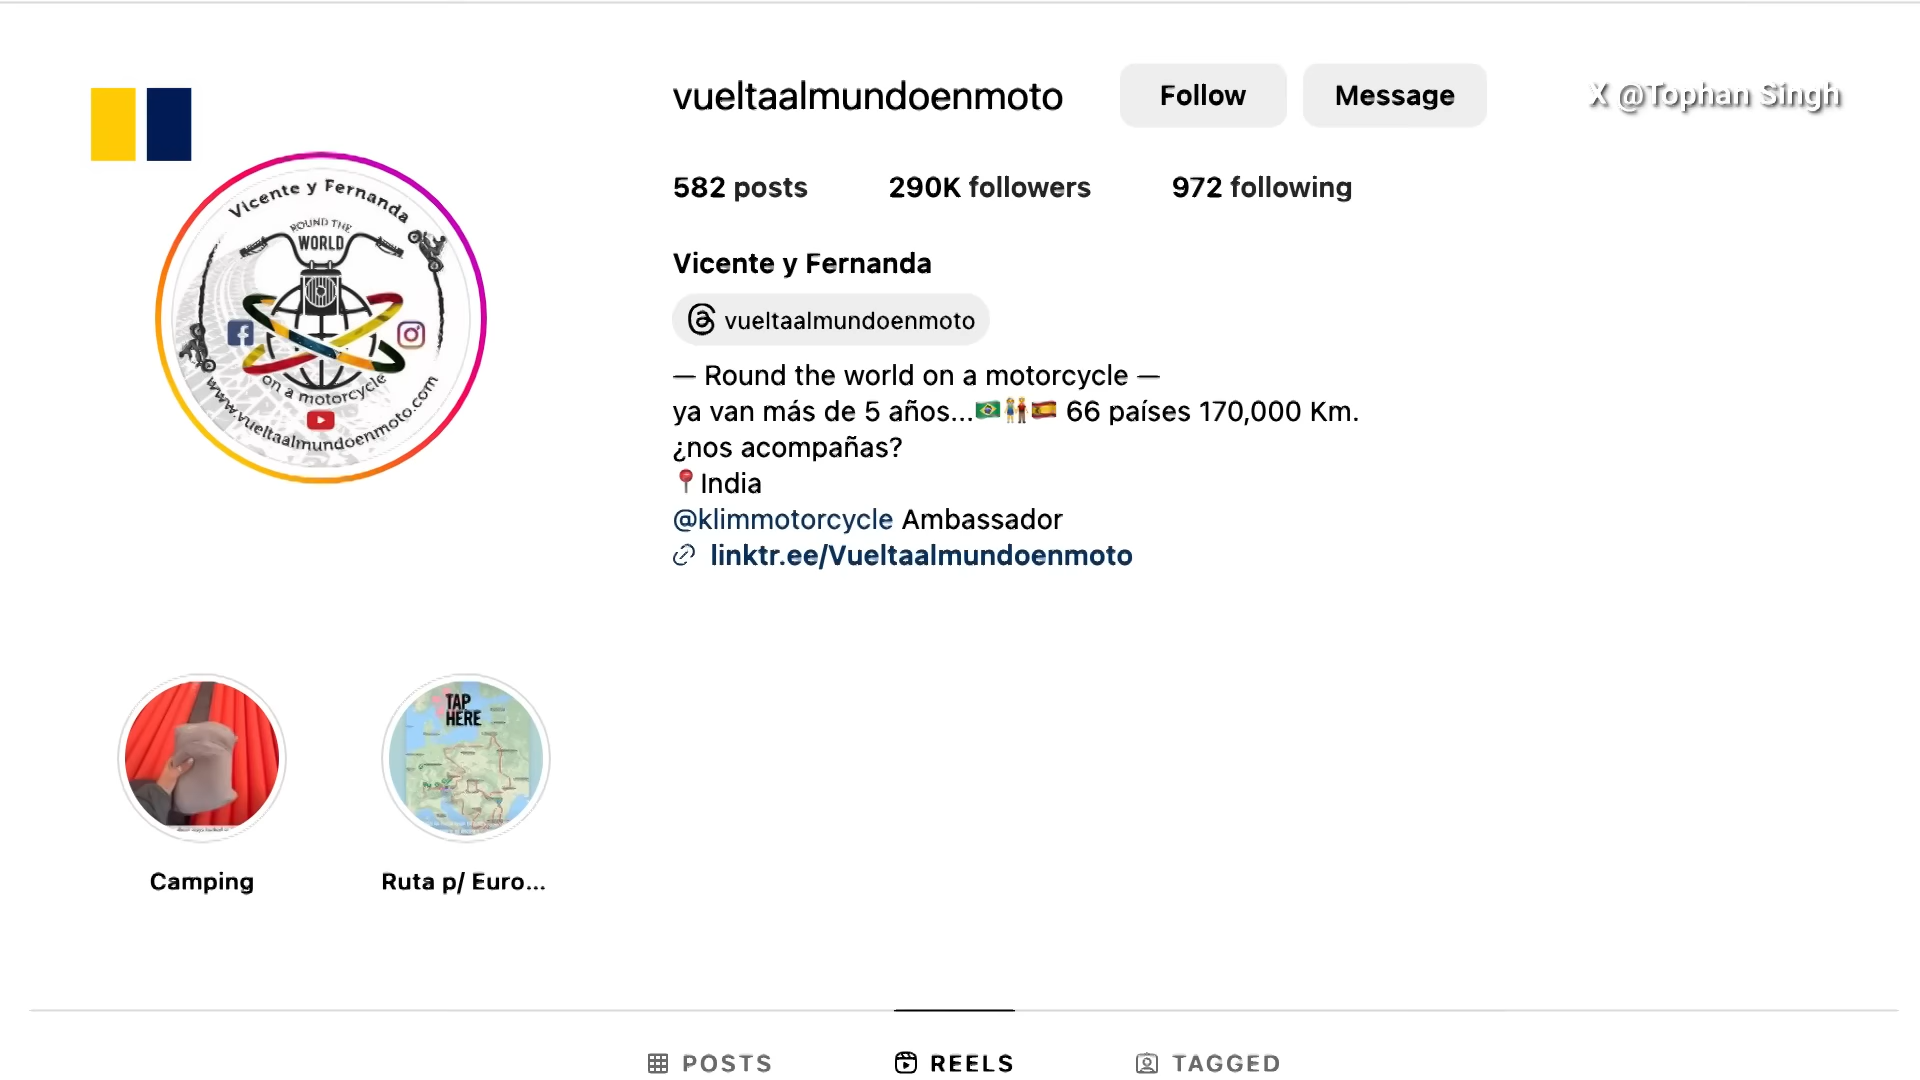 vueltaalmundoenmoto
Follow
Message
X @Tophan Singh
582 posts
290K followers
972 following
Vicente y Fernanda
ROUND THE
WORLD
on a motorcycle
www.vueltaalmundoenmoto.com
Vicente y Fernanda
vueltaalmundoenmoto
— Round the world on a motorcycle —
ya van más de 5 años...🇧🇷👫🇪🇸 66 países 170,000 Km.
¿nos acompañas?
📍India
@klimmotorcycle Ambassador
linktr.ee/Vueltaalmundoenmoto
TAP
HERE
Camping
Ruta p/ Euro...
POSTS
REELS
TAGGED